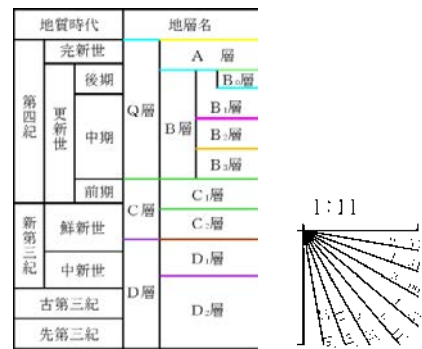 地質時代 地層名
完新世 A 層
第四紀 更新世 後期 Q層 B層 B₀層
B₁層
中期 B₂層
B₃層
前期 C層 C₁層
新第三紀 鮮新世 C₂層
中新世 D層 D₁層
古第三紀 D₂層
先第三紀
1:11